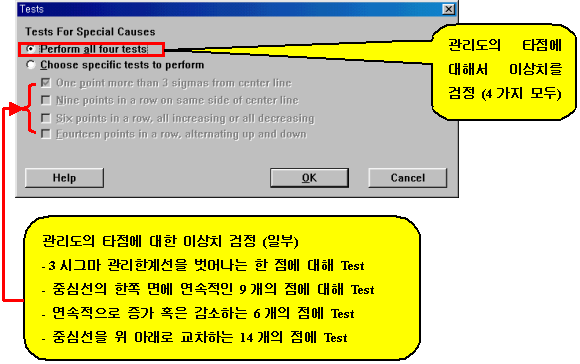 Tests
Tests For Special Causes
Perform all four tests
Choose specific tests to perform
One point more than 3 sigmas from center line
Nine points in a row on same side of center line
Six points in a row, all increasing or all decreasing
Fourteen points in a row, alternating up and down
Help
OK
Cancel
관리도의 타점에
대해서 이상치를
검정 (4 가지 모두)
관리도의 타점에 대한 이상치 검정 (일부)
- 3 시그마 관리한계선을 벗어나는 한 점에 대해 Test
- 중심선의 한쪽 면에 연속적인 9 개의 점에 대해 Test
- 연속적으로 증가 혹은 감소하는 6 개의 점에 Test
- 중심선을 위 아래로 교차하는 14 개의 점에 Test